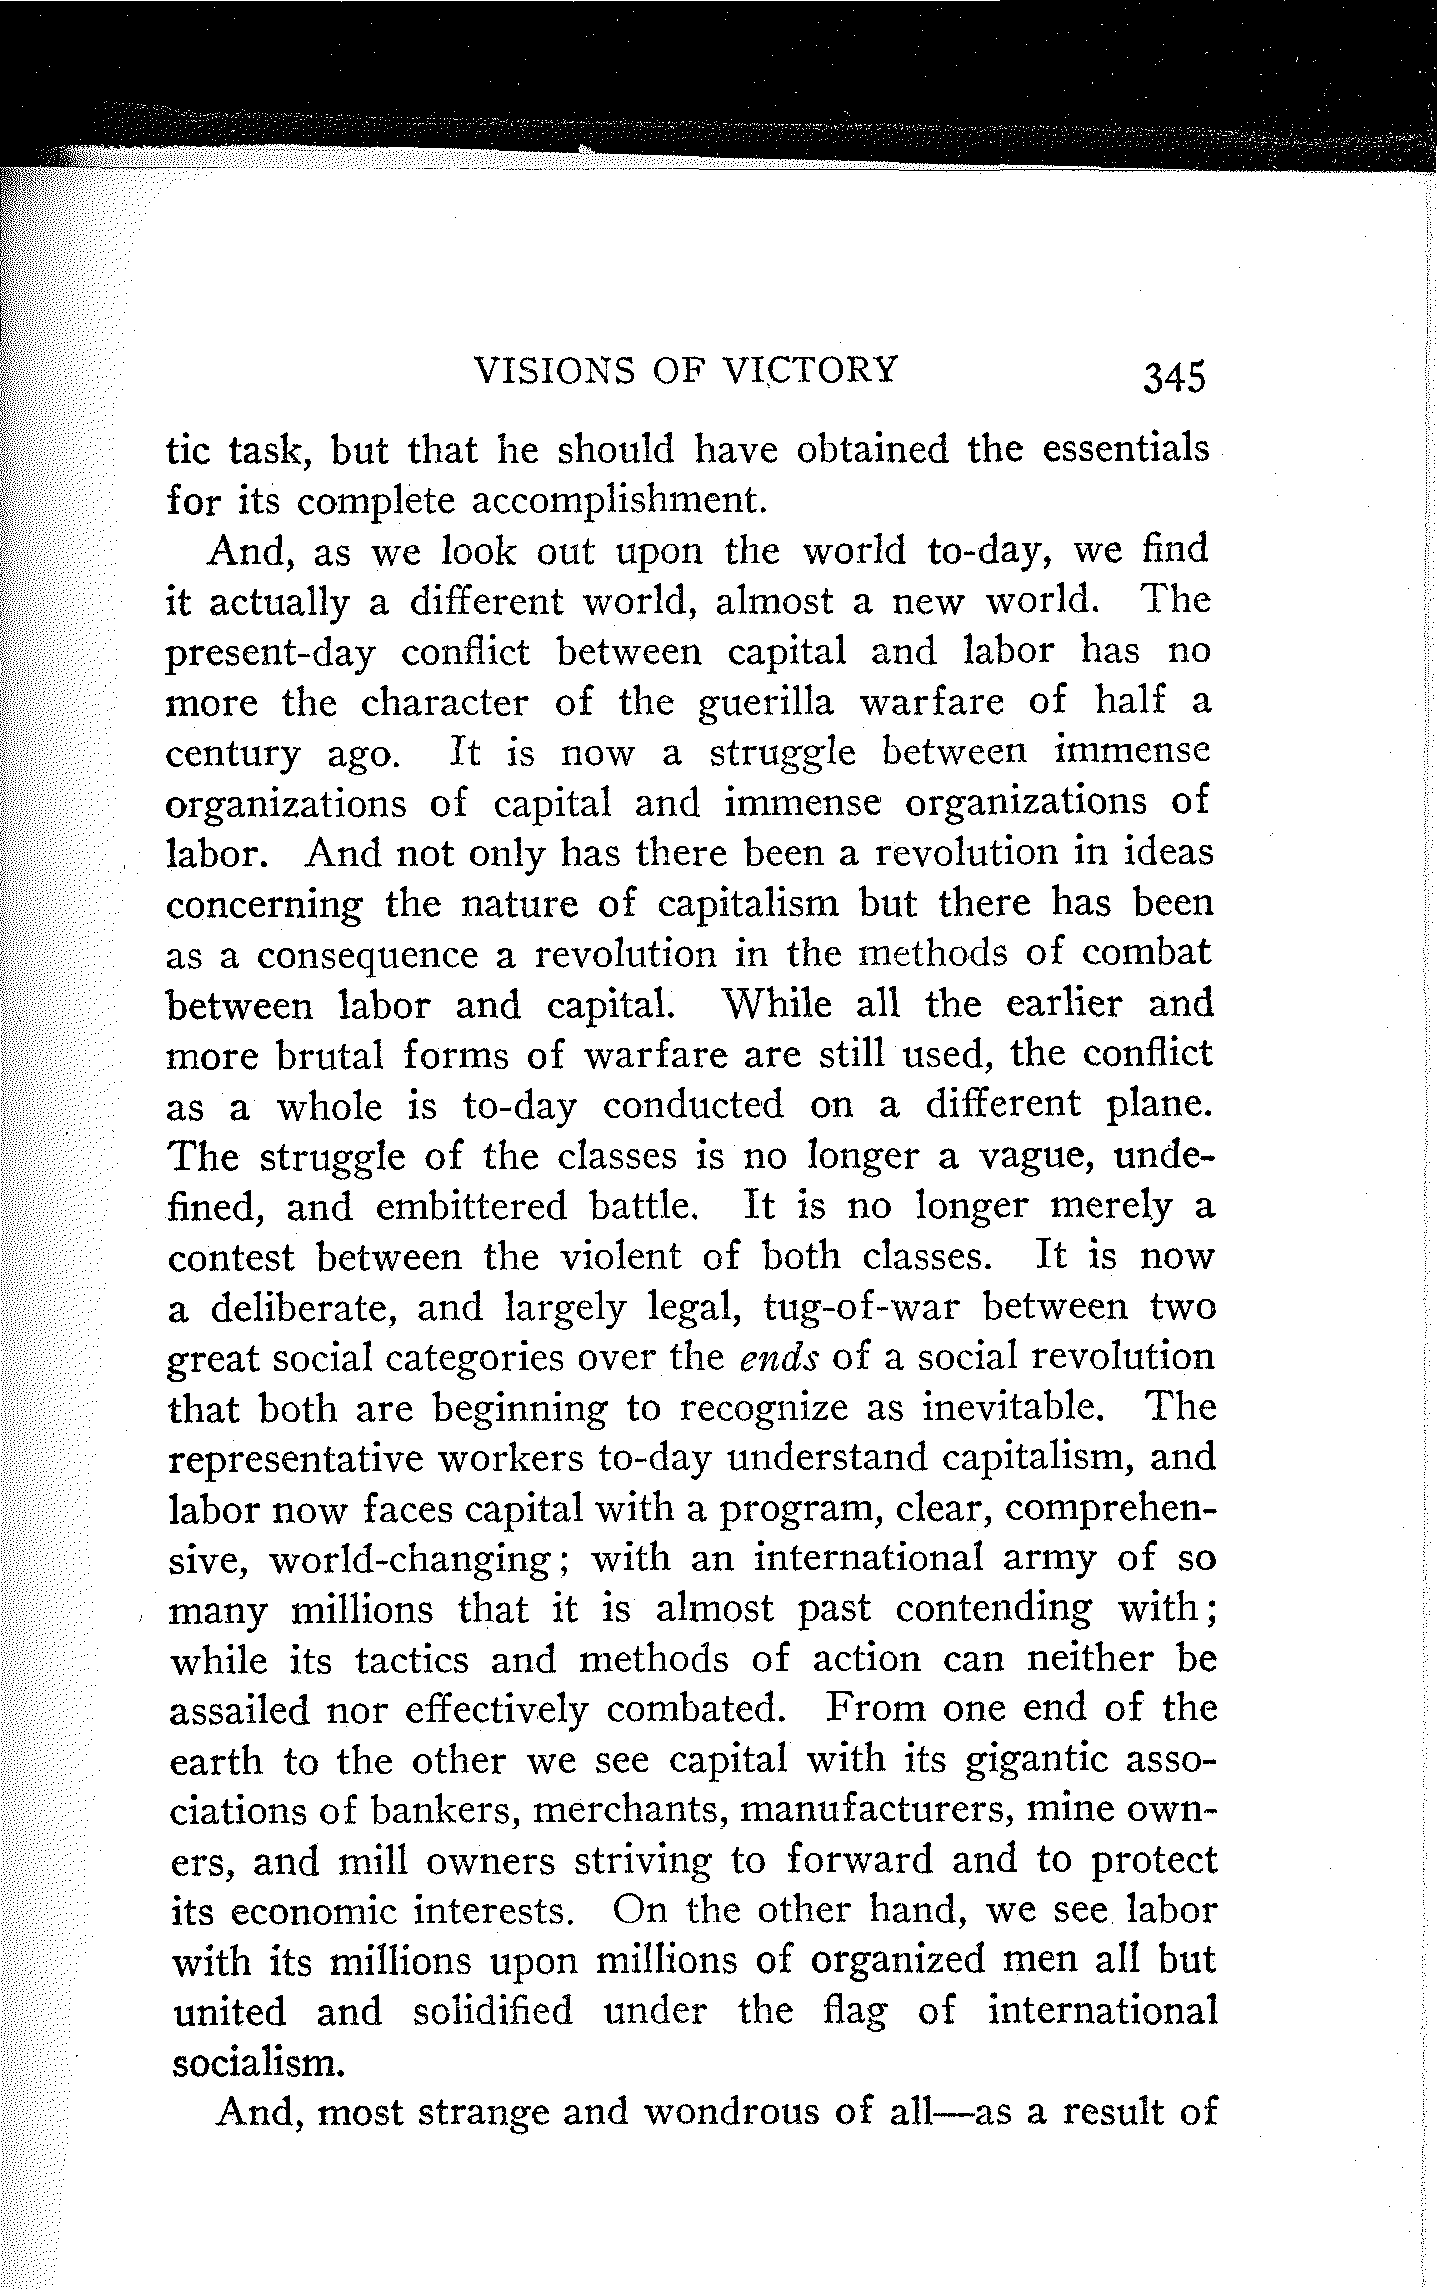 VISIONS OF VICTORY 345
tic task, but that he should have obtained the essentials
for its complete accomplishment.
And, as we look out upon the world to-day, we find
it actually a different world, almost a new world. The
present-day conflict between capital and labor has no
more the character of the guerilla warfare of half a
century ago. It is now a struggle between immense
organizations of capital and immense organizations of
labor. And not only has there been a revolution in ideas
concerning the nature of capitalism but there has been
as a consequence a revolution in the methods of combat
between labor and capital. While all the earlier and
more brutal forms of warfare are still used, the conflict
as a whole is to-day conducted on a different plane.
The struggle of the classes is no longer a vague, unde-
fined, and embittered battle. It is no longer merely a
contest between the violent of both classes. It is now
a deliberate, and largely legal, tug-of-war between two
great social categories over the ends of a social revolution
that both are beginning to recognize as inevitable. The
representative workers to-day understand capitalism, and
labor now faces capital with a program, clear, comprehen-
sive, world-changing; with an international army of so
many millions that it is almost past contending with;
while its tactics and methods of action can neither be
assailed nor effectively combated. From one end of the
earth to the other we see capital with its gigantic asso-
ciations of bankers, merchants, manufacturers, mine own-
ers, and mill owners striving to forward and to protect
its economic interests. On the other hand, we see labor
with its millions upon millions of organized men all but
united and solidified under the flag of international
socialism.
And, most strange and wondrous of all—as a result of